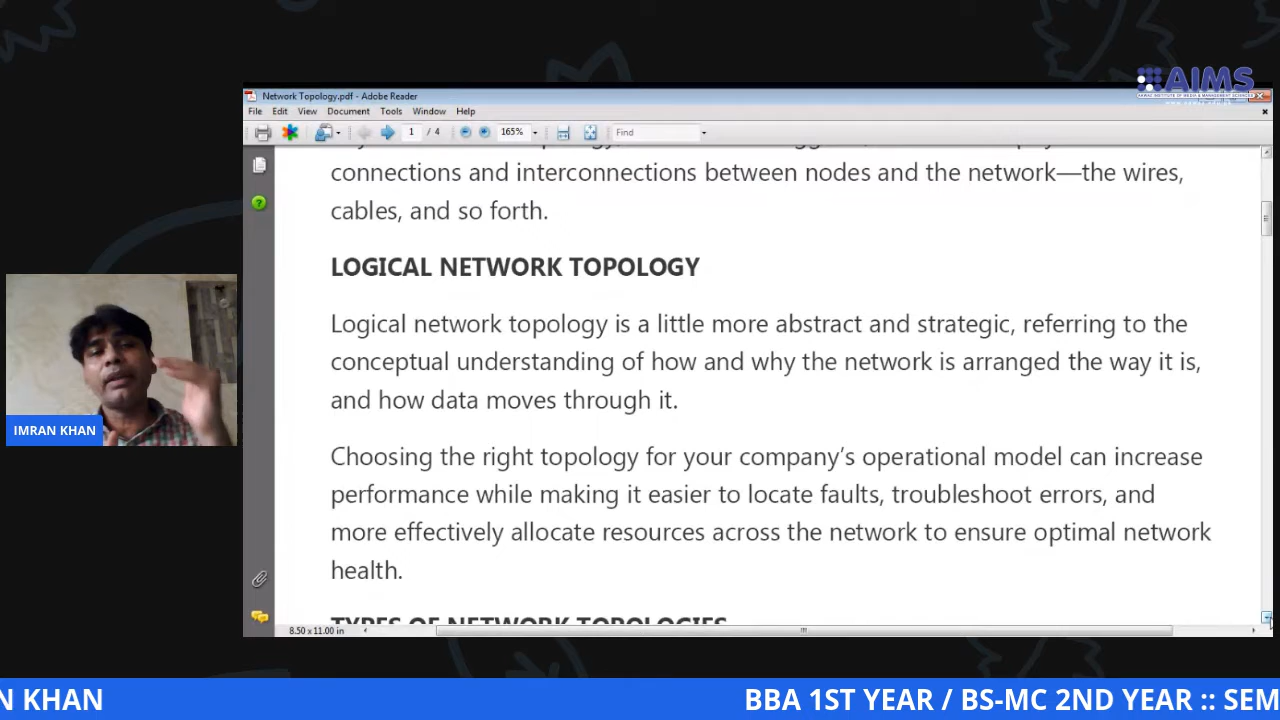 AIMS
Network Topology.pdf - Adobe Reader
File Edit View Document Tools Window Help
1 / 4 165% Find
connections and interconnections between nodes and the network—the wires,
cables, and so forth.
LOGICAL NETWORK TOPOLOGY
Logical network topology is a little more abstract and strategic, referring to the
conceptual understanding of how and why the network is arranged the way it is,
and how data moves through it.
Choosing the right topology for your company’s operational model can increase
performance while making it easier to locate faults, troubleshoot errors, and
more effectively allocate resources across the network to ensure optimal network
health.
TYPES OF NETWORK TOPOLOGIES
8.50 x 11.00 in
IMRAN KHAN
N KHAN BBA 1ST YEAR / BS-MC 2ND YEAR :: SEM